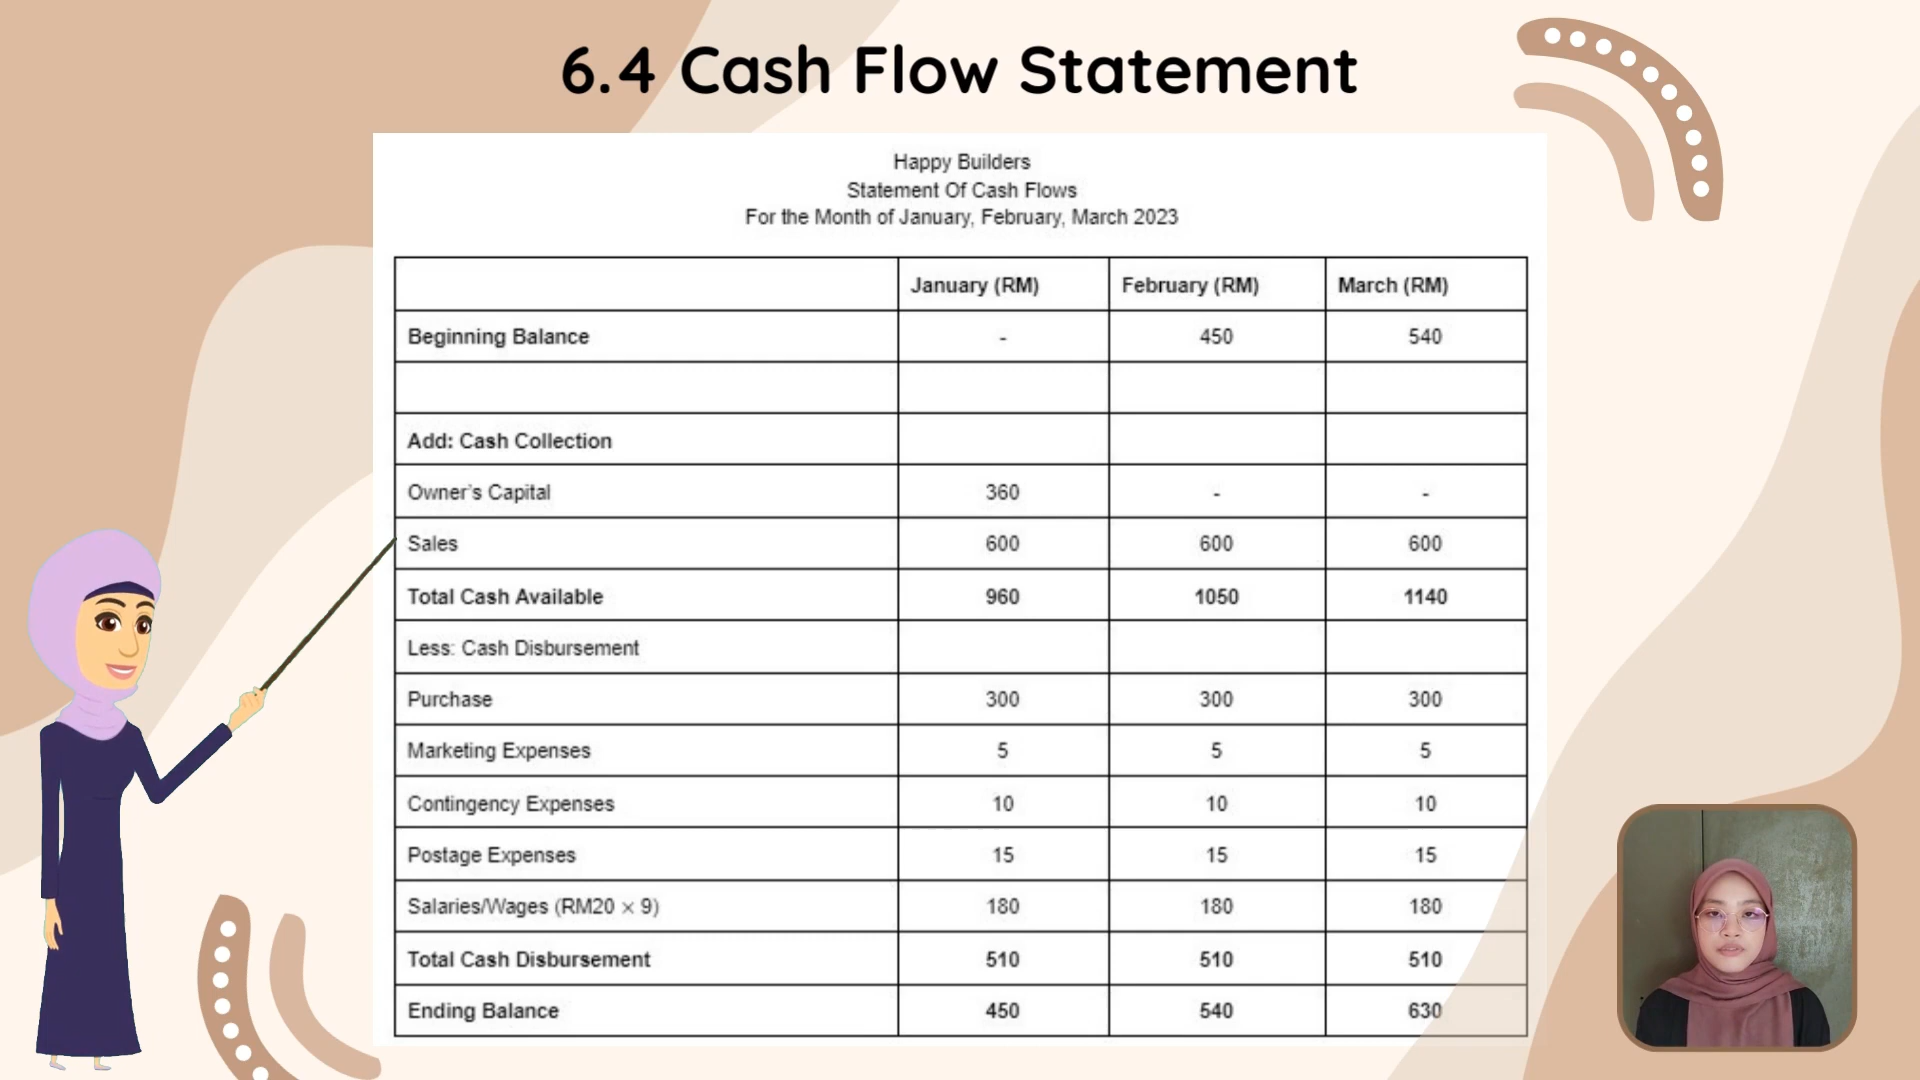 6.4 Cash Flow Statement
Happy Builders
Statement Of Cash Flows
For the Month of January, February, March 2023
January (RM) February (RM) March (RM)
Beginning Balance - 450 540
Add: Cash Collection
Owner's Capital 360 - -
Sales 600 600 600
Total Cash Available 960 1050 1140
Less: Cash Disbursement
Purchase 300 300 300
Marketing Expenses 5 5 5
Contingency Expenses 10 10 10
Postage Expenses 15 15 15
Salaries/Wages (RM20 × 9) 180 180 180
Total Cash Disbursement 510 510 510
Ending Balance 450 540 630